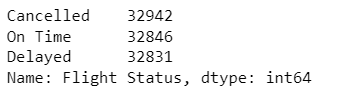 Cancelled    32942
On Time      32846
Delayed      32831
Name: Flight Status, dtype: int64